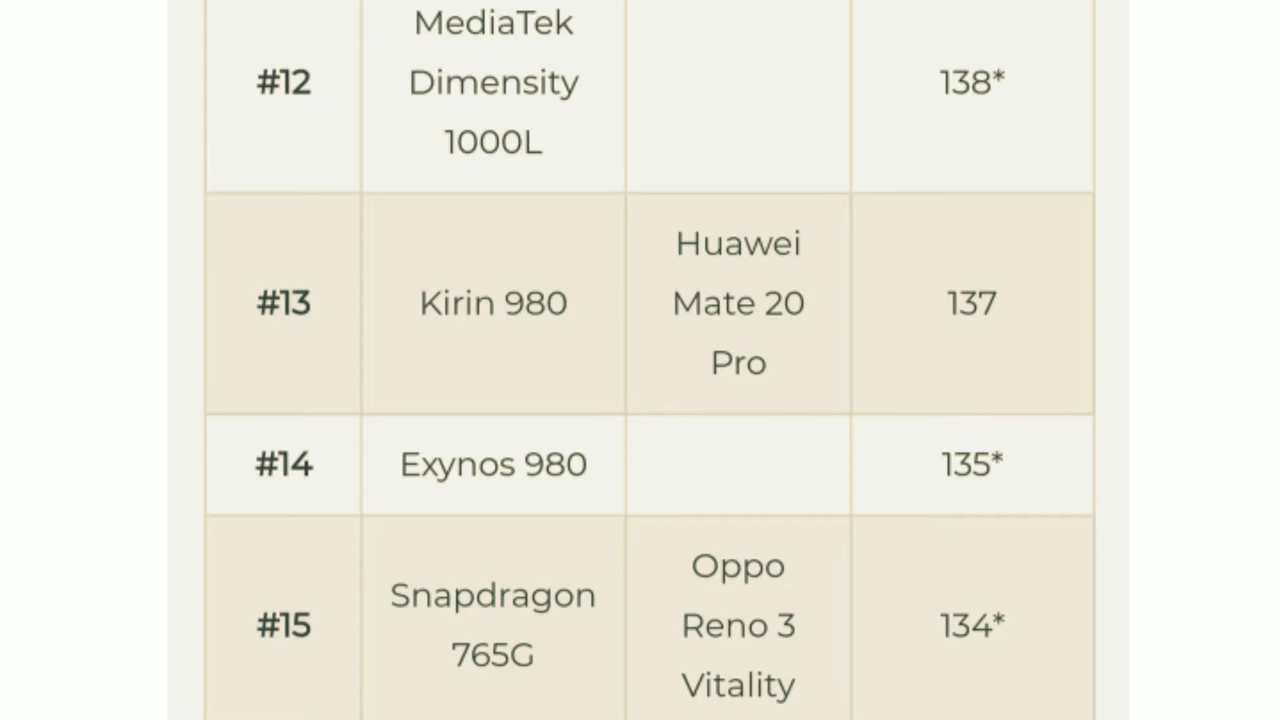 MediaTek
#12 Dimensity 138*
1000L
Huawei
#13 Kirin 980 Mate 20 137
Pro
#14 Exynos 980 135*
Oppo
Snapdragon
#15 Reno 3 134*
765G
Vitality